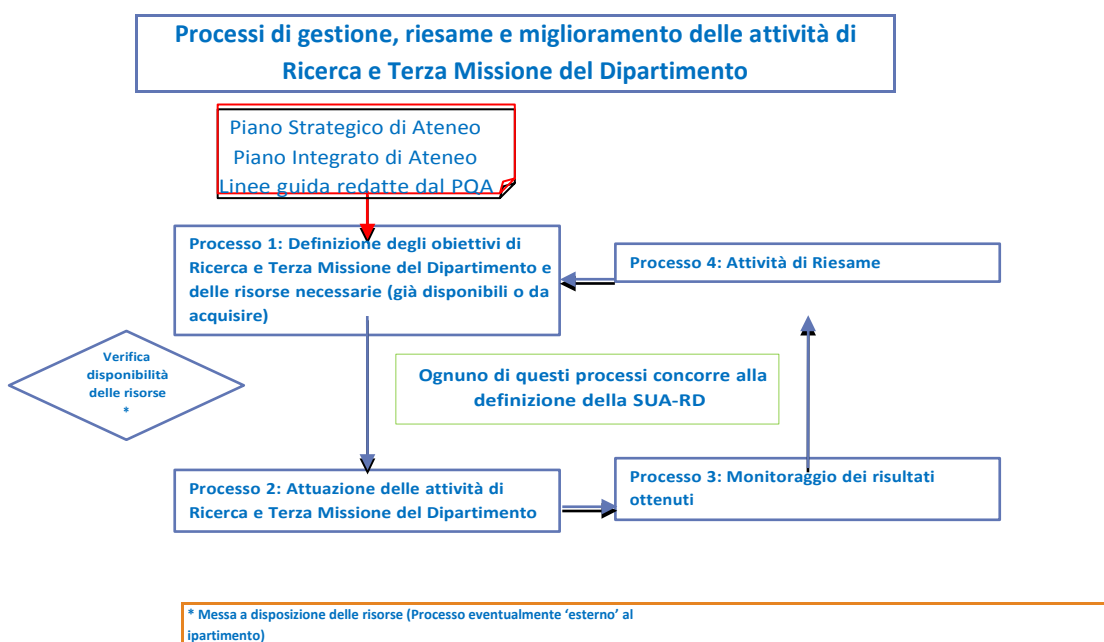 Processi di gestione, riesame e miglioramento delle attività di
Ricerca e Terza Missione del Dipartimento
Piano Strategico di Ateneo
Piano Integrato di Ateneo
Linee guida redatte dal PQA
Processo 1: Definizione degli obiettivi di
Ricerca e Terza Missione del Dipartimento e
delle risorse necessarie (già disponibili o da
acquisire)
Processo 4: Attività di Riesame
Verifica
disponibilità
delle risorse
*
Ognuno di questi processi concorre alla
definizione della SUA-RD
Processo 2: Attuazione delle attività di
Ricerca e Terza Missione del Dipartimento
Processo 3: Monitoraggio dei risultati
ottenuti
* Messa a disposizione delle risorse (Processo eventualmente ‘esterno’ al
ipartimento)